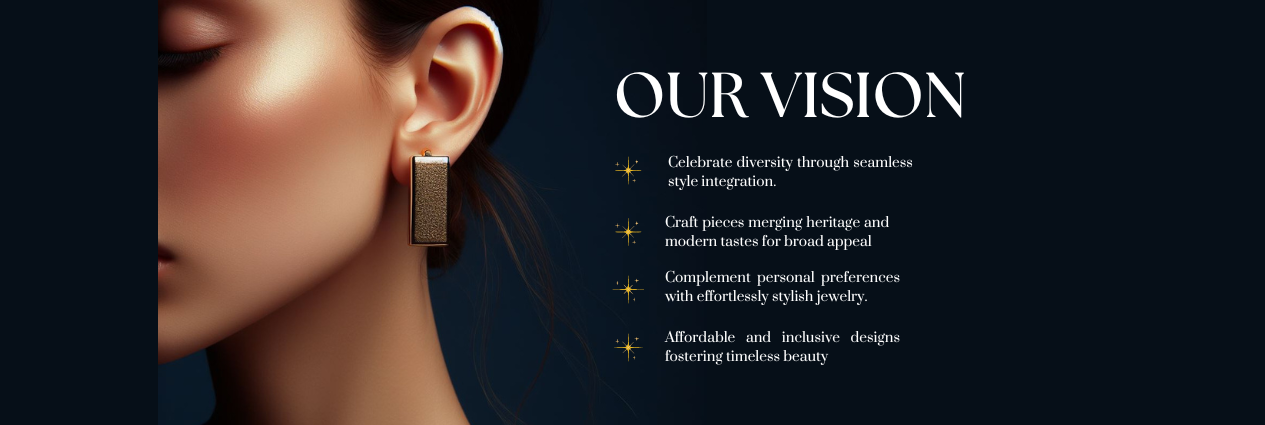 OUR VISION
Celebrate diversity through seamless
style integration.
Craft pieces merging heritage and
modern tastes for broad appeal
Complement personal preferences
with effortlessly stylish jewelry.
Affordable and inclusive designs
fostering timeless beauty